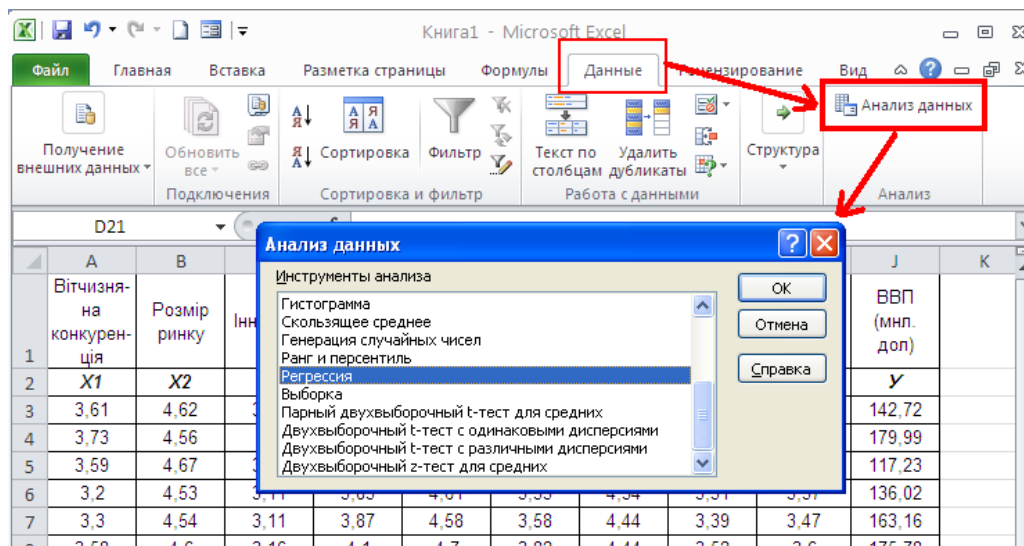 Книга1 - Microsoft Excel
Файл Главная Вставка Разметка страницы Формулы Данные Рецензирование Вид
Получение внешних данных
Обновить все
Подключения
Сортировка
Фильтр
Сортировка и фильтр
Текст по столбцам
Удалить дубликаты
Работа с данными
Структура
Анализ данных
Анализ
D21
Анализ данных
Инструменты анализа
Гистограмма
Скользящее среднее
Генерация случайных чисел
Ранг и персентиль
Регрессия
Выборка
Парный двухвыборочный t-тест для средних
Двухвыборочный t-тест с одинаковыми дисперсиями
Двухвыборочный t-тест с различными дисперсиями
Двухвыборочный z-тест для средних
ОК
Отмена
Справка
A B J K
1 Вітчизня-на конкурен-ція Розмір ринку ВВП (мнл. дол)
2 X1 X2 У
3 3,61 4,62 142,72
4 3,73 4,56 179,99
5 3,59 4,67 117,23
6 3,2 4,53 136,02
7 3,3 4,54 3,11 3,87 4,58 3,58 4,44 3,39 3,47 163,16